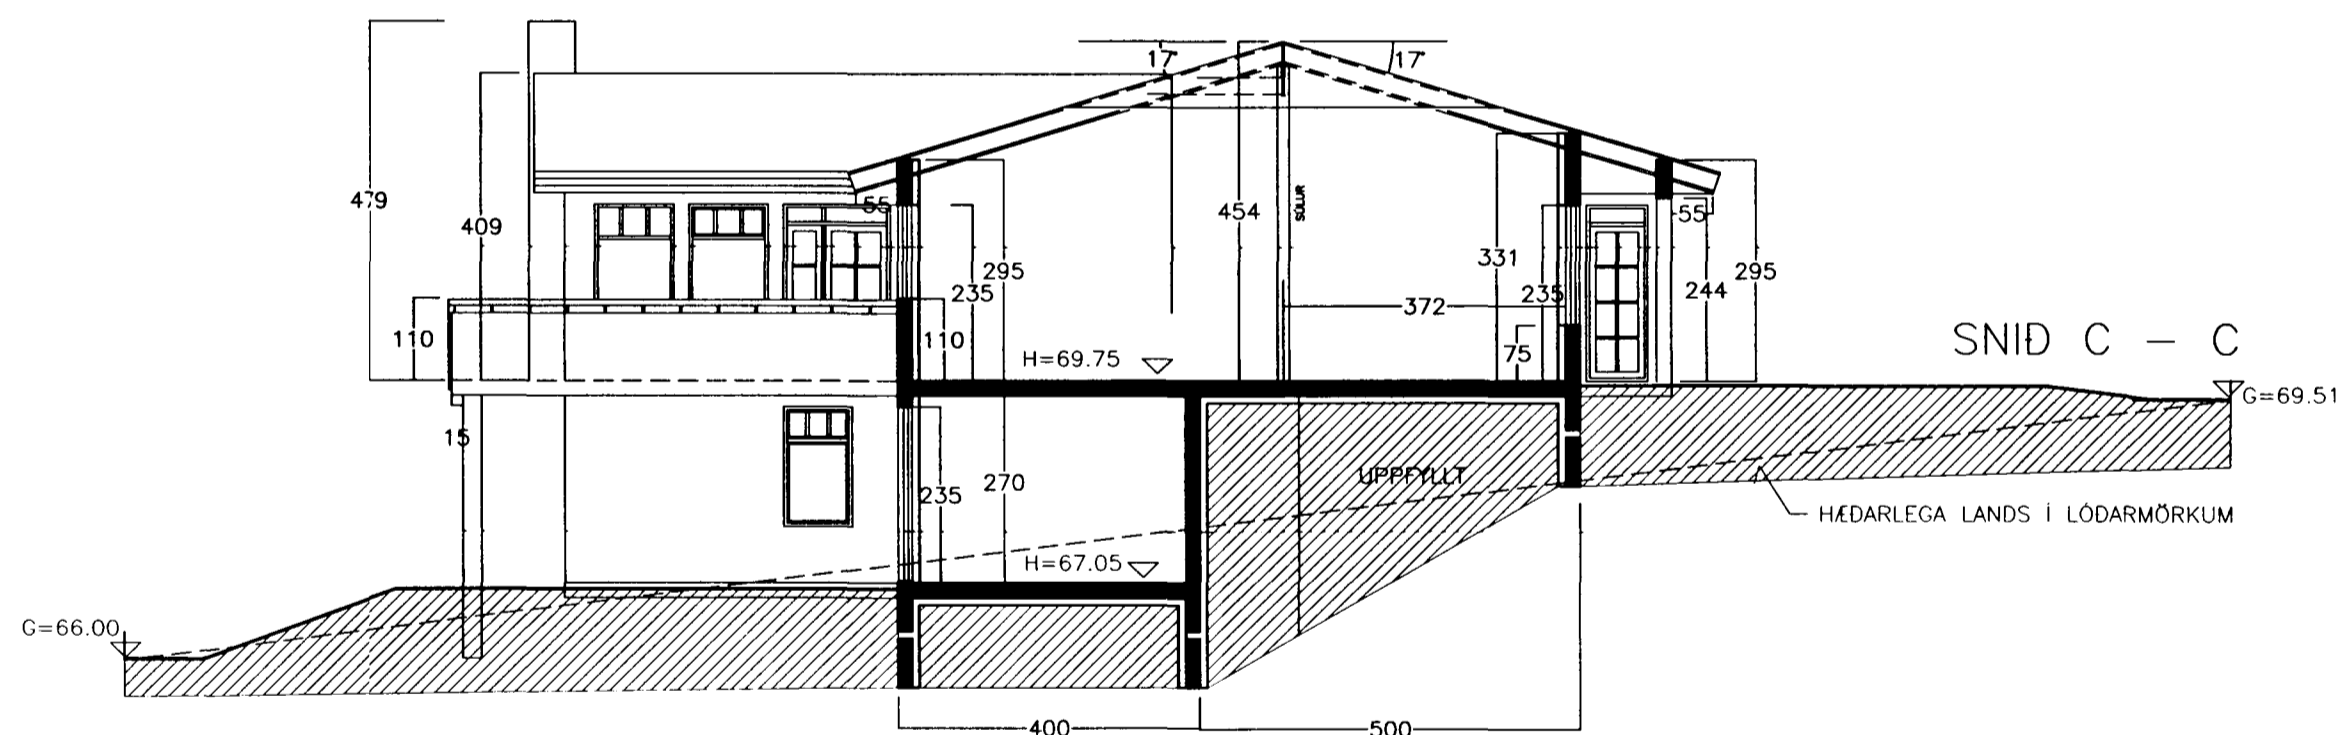 17°
17°
479
409
55
454
SÚLUR
331
235
55
295
295
235
244
372
110
110
75
H=69.75
SNIÐ C - C
G=69.51
15
235
270
UPPFYLLT
HÆÐARLEGA LANDS Í LÓÐARMÖRKUM
H=67.05
G=66.00
400
500